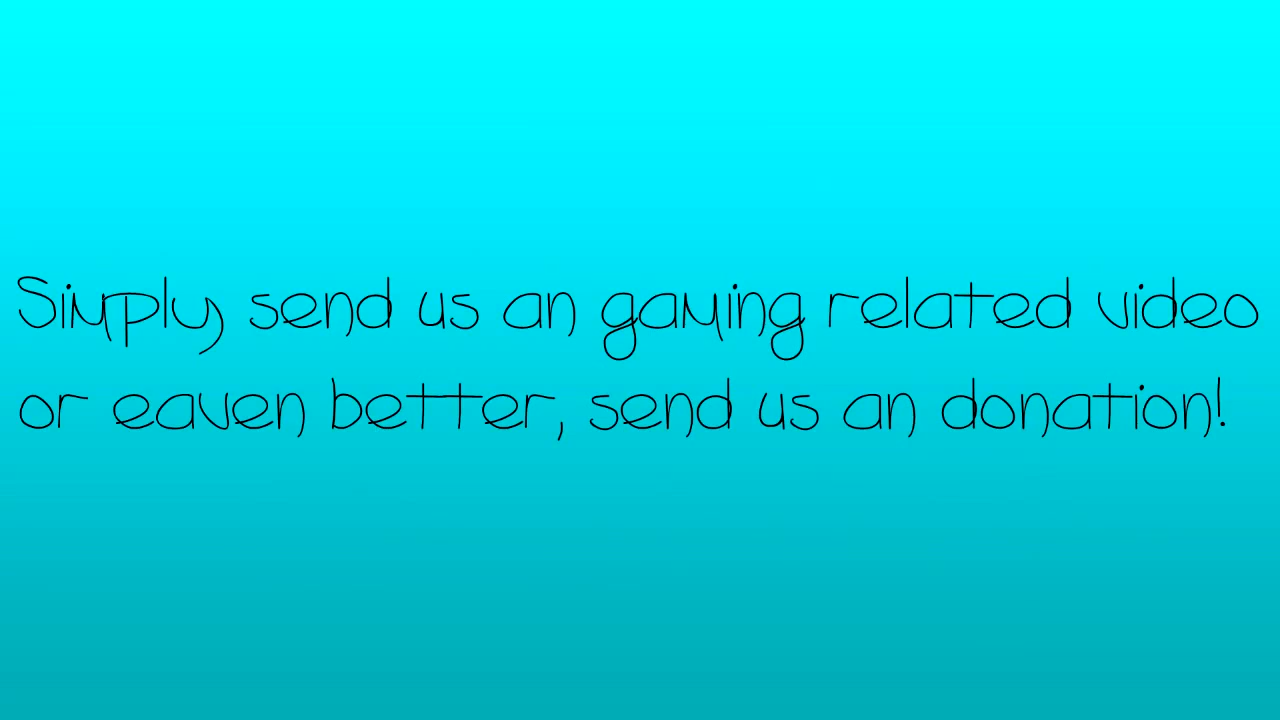 Simply send us an gaming related video
or eaven better, send us an donation!